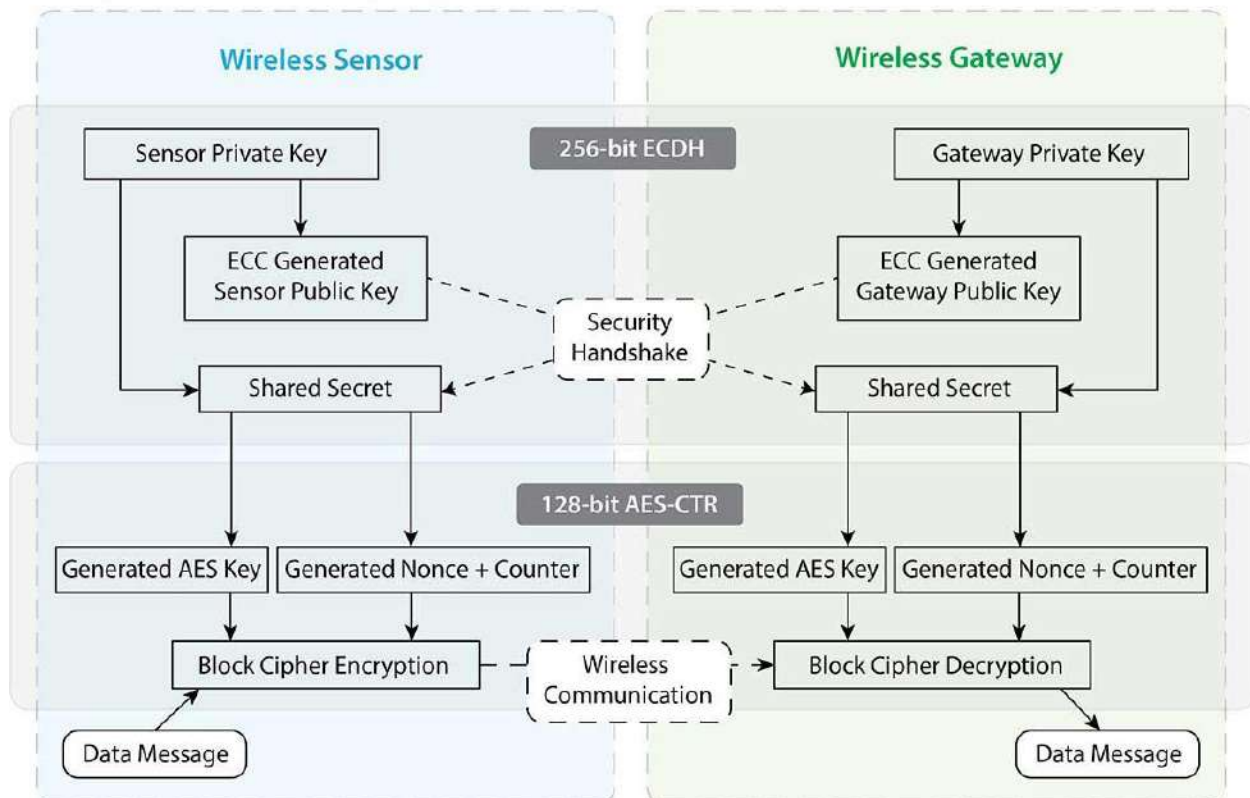 Wireless Sensor
Wireless Gateway
256-bit ECDH
Sensor Private Key
Gateway Private Key
ECC Generated
Sensor Public Key
ECC Generated
Gateway Public Key
Security
Handshake
Shared Secret
Shared Secret
128-bit AES-CTR
Generated AES Key
Generated Nonce + Counter
Generated AES Key
Generated Nonce + Counter
Block Cipher Encryption
Wireless
Communication
Block Cipher Decryption
Data Message
Data Message